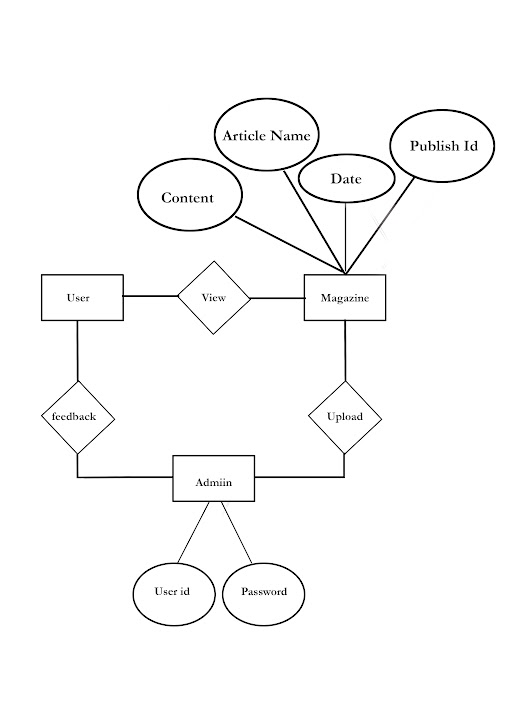 Article Name
Publish Id
Date
Content
User
View
Magazine
feedback
Upload
Admiin
User id
Password